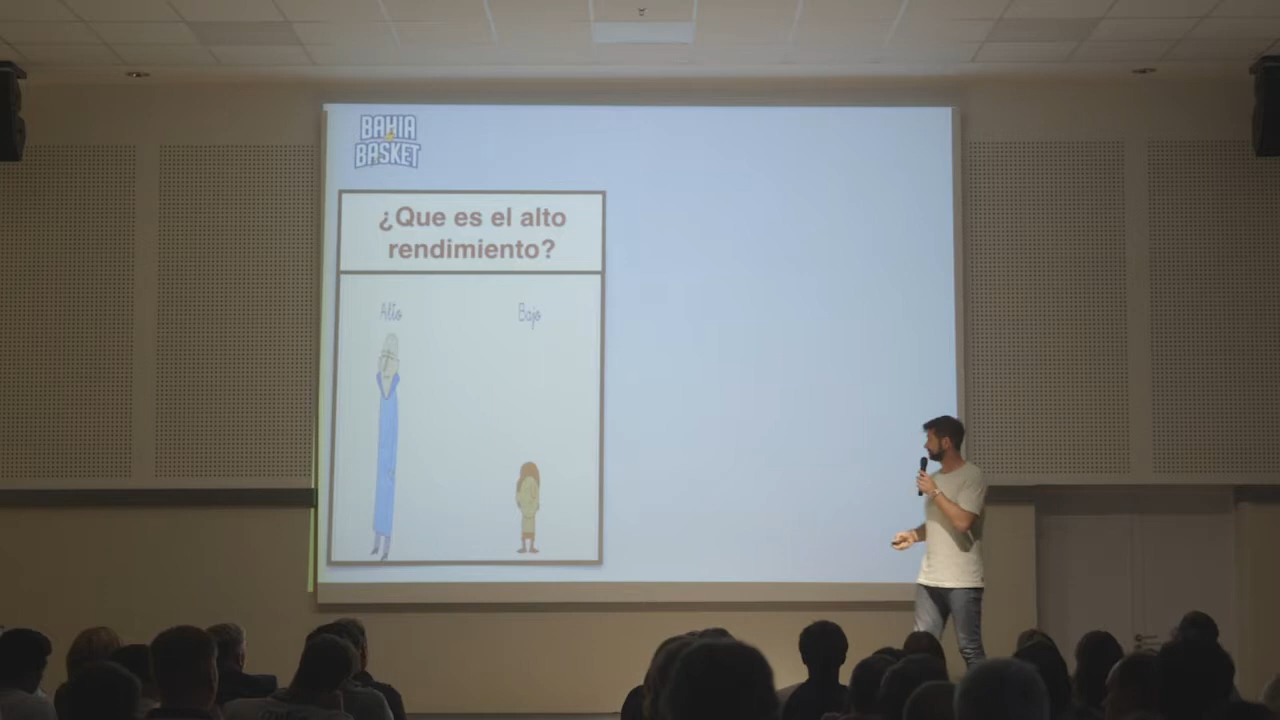 BAHIA
BASKET
¿Que es el alto
rendimiento?
Alto
Bajo